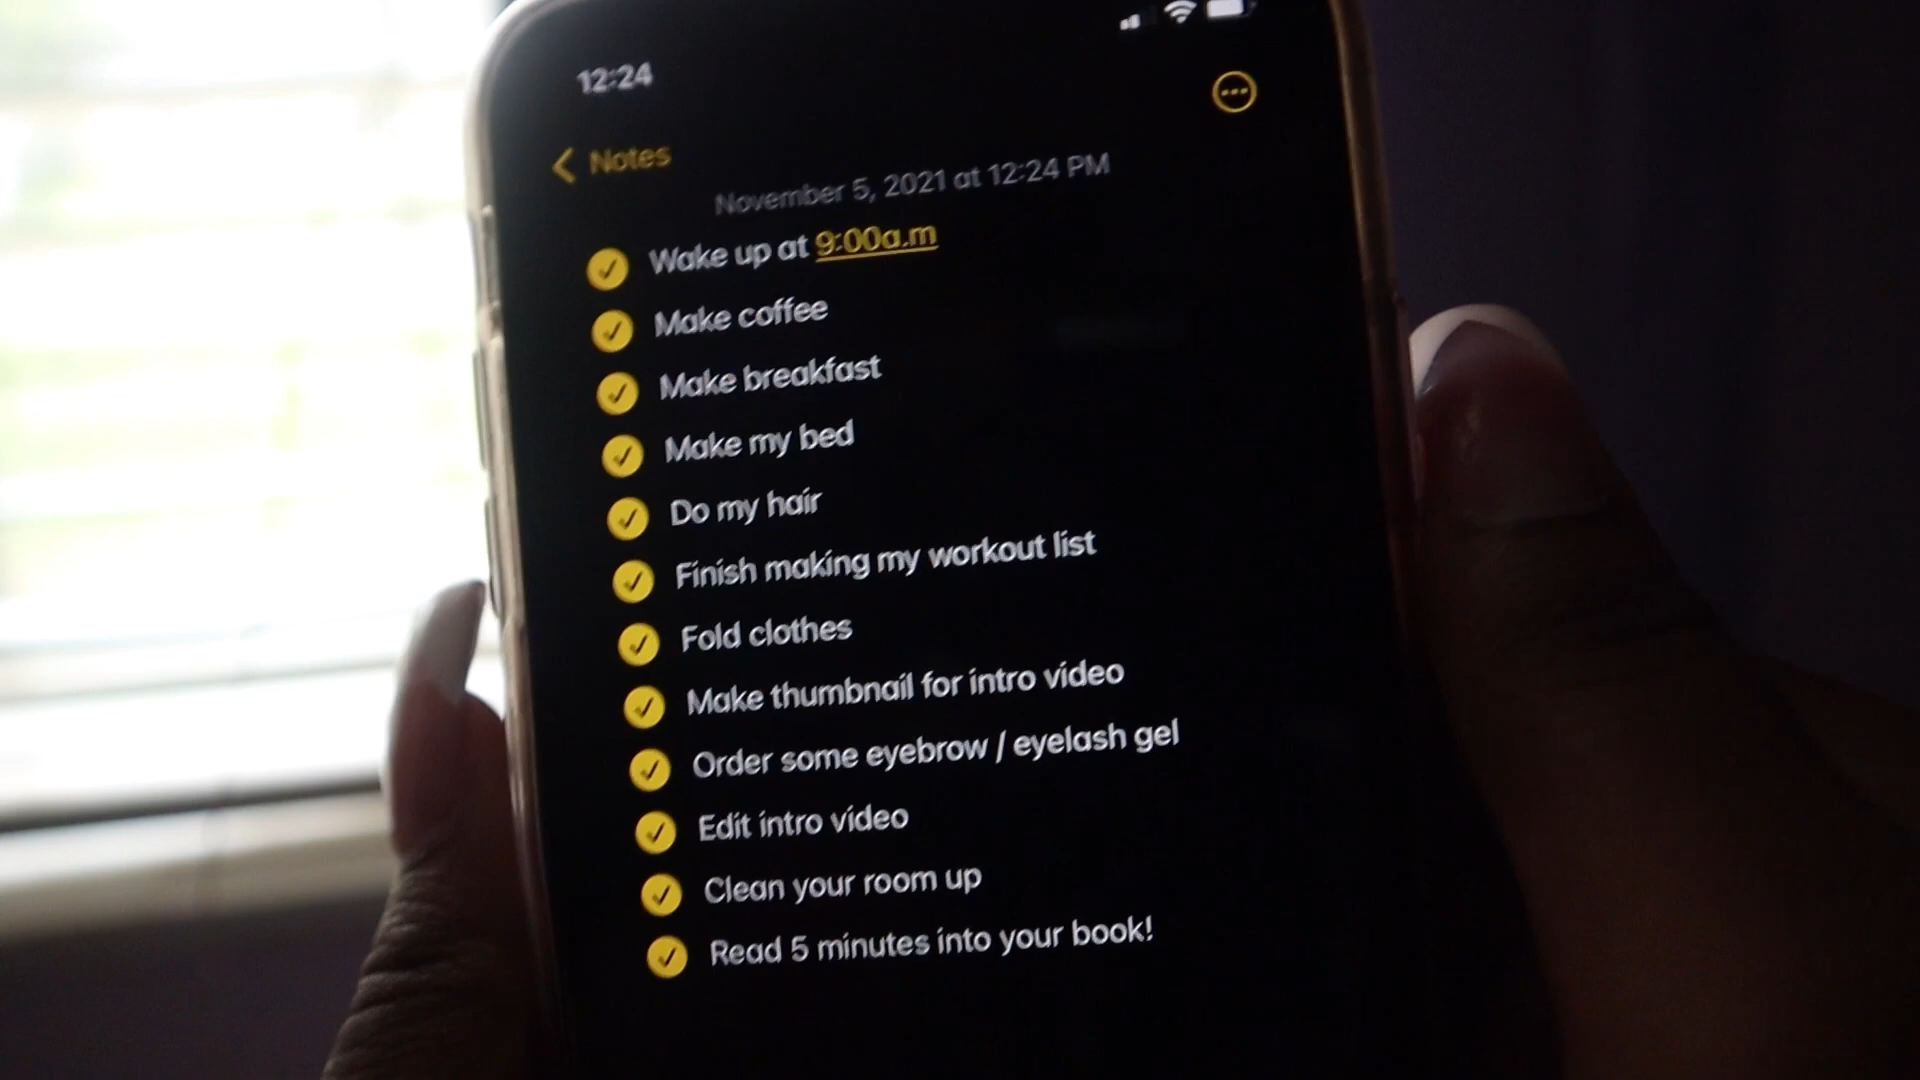 12:24
Notes
November 5, 2021 at 12:24 PM
Wake up at 9:00a.m
Make coffee
Make breakfast
Make my bed
Do my hair
Finish making my workout list
Fold clothes
Make thumbnail for intro video
Order some eyebrow / eyelash gel
Edit intro video
Clean your room up
Read 5 minutes into your book!